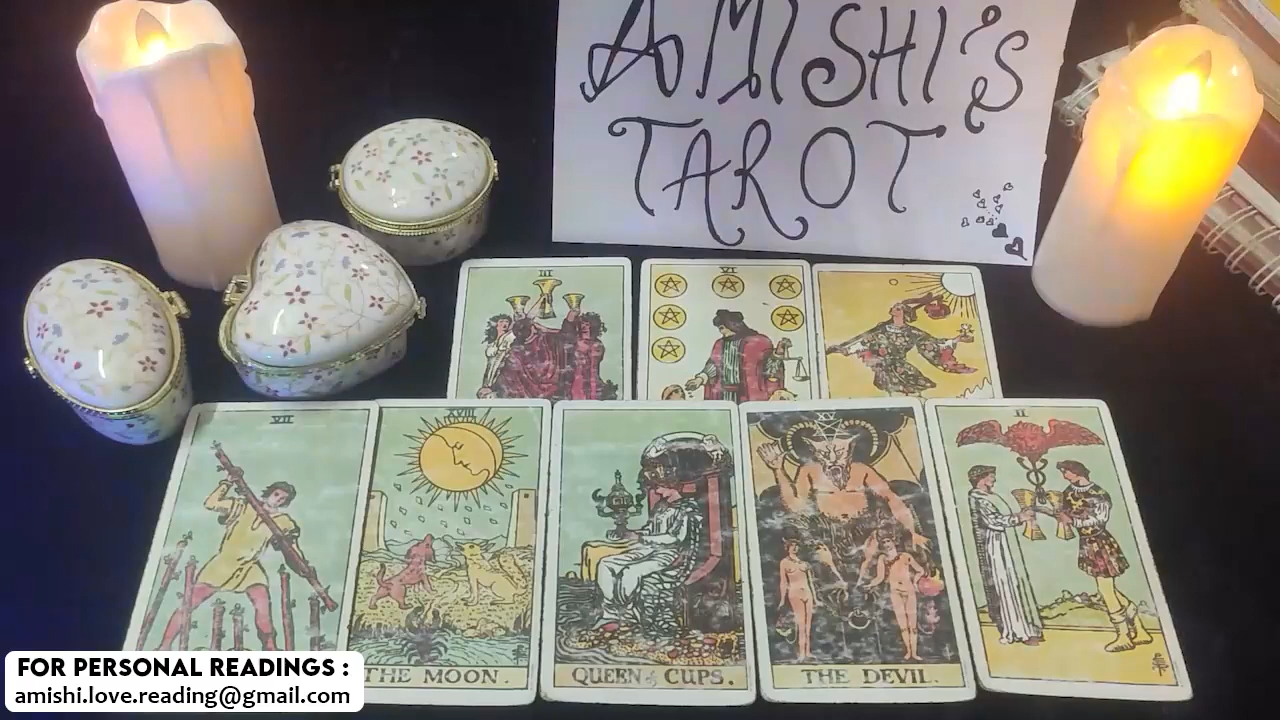 AMISHI'S
TAROT
III
VI
VII
XVIII
XV
II
THE MOON.
QUEEN of CUPS.
THE DEVIL.
FOR PERSONAL READINGS :
amishi.love.reading@gmail.com